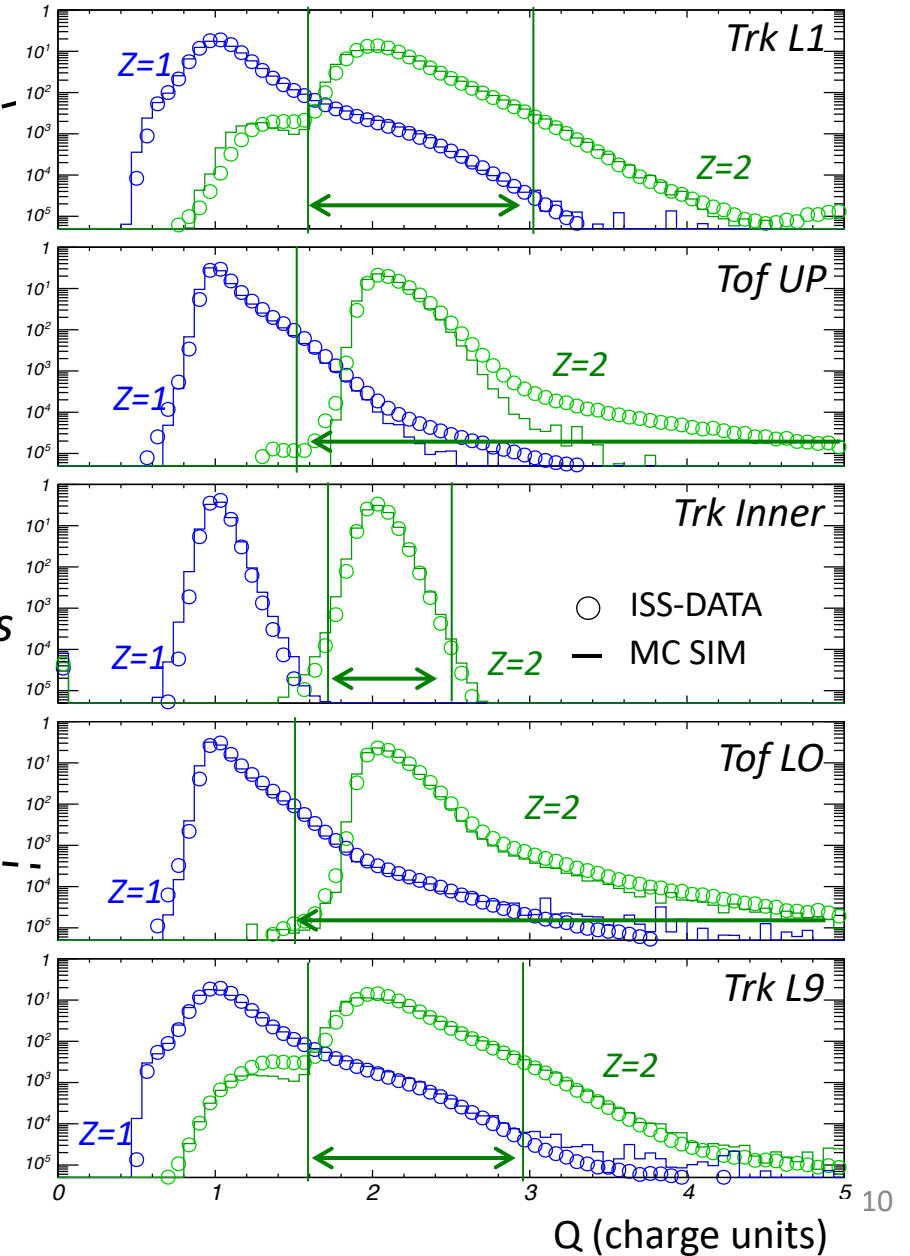 1
10¹
10²
10³
10⁴
10⁵
Z=1
Trk L1
Z=2
1
10¹
10²
10³
10⁴
10⁵
Z=1
Tof UP
Z=2
1
10¹
10²
10³
10⁴
10⁵
Z=1
Trk Inner
ISS-DATA
MC SIM
Z=2
s
1
10¹
10²
10³
10⁴
10⁵
Z=1
Tof LO
Z=2
1
10¹
10²
10³
10⁴
10⁵
Z=1
Trk L9
Z=2
0 1 2 3 4 5
10
Q (charge units)